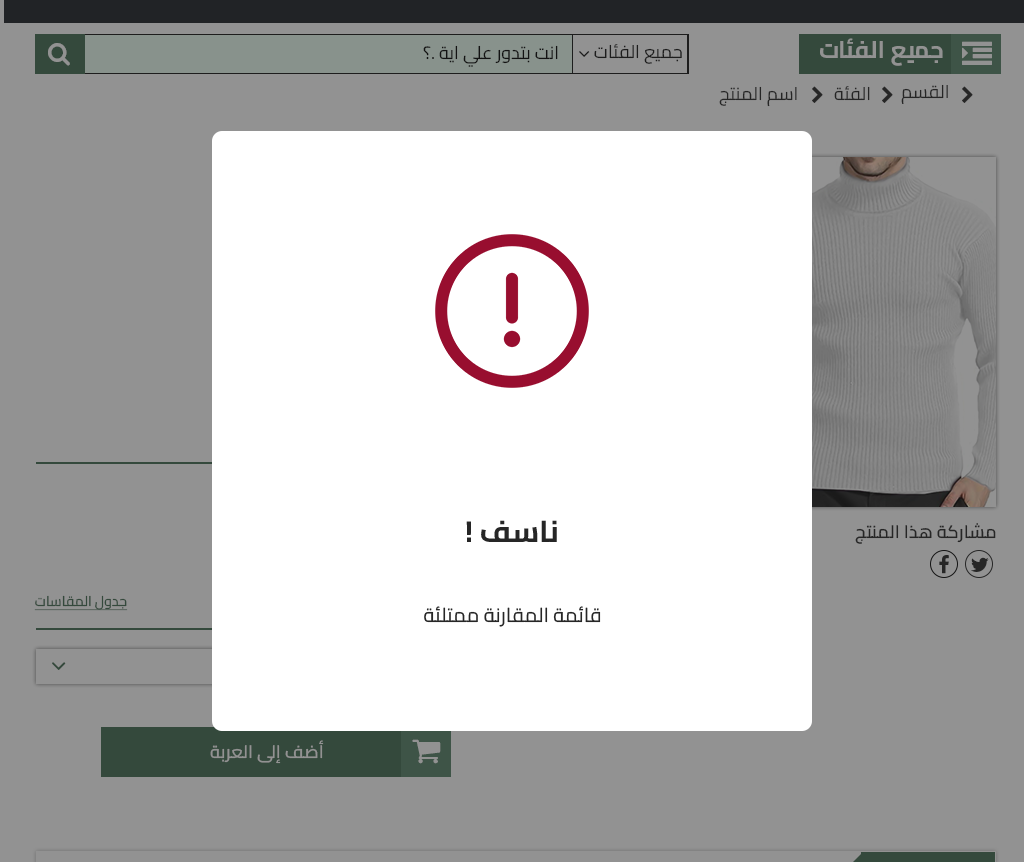 جميع الفئات
جميع الفئات
انت بتدور علي اية .؟
القسم
الفئة
اسم المنتج
ناسف !
قائمة المقارنة ممتلئة
مشاركة هذا المنتج
جدول المقاسات
أضف إلى العربة